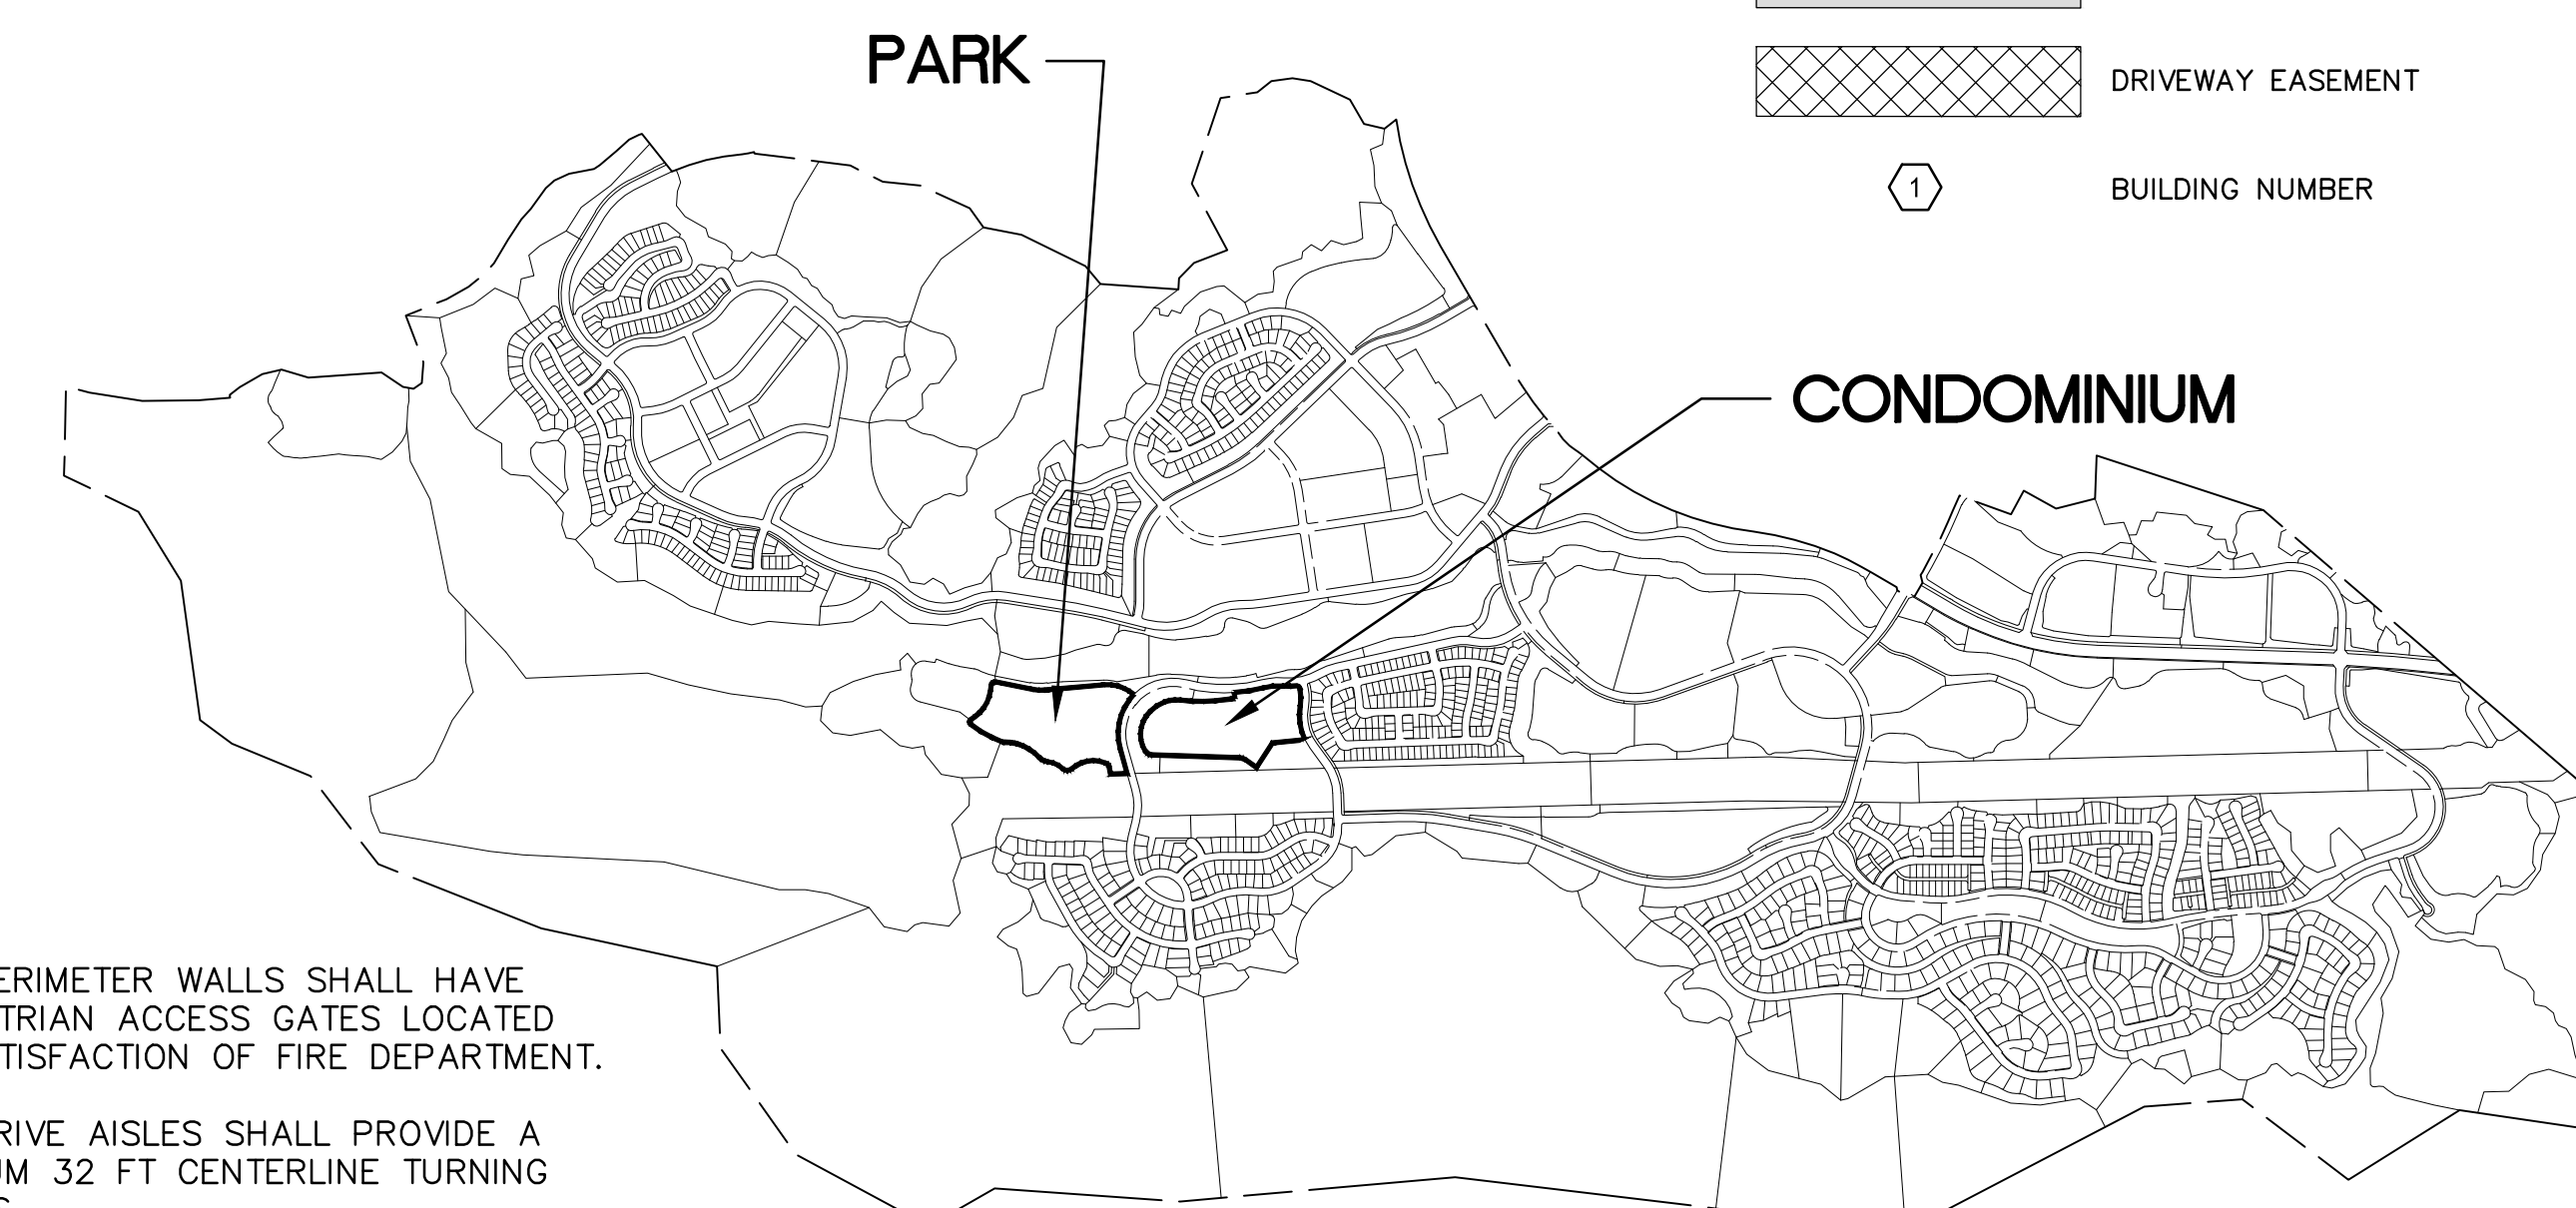 PARK
DRIVEWAY EASEMENT
1
BUILDING NUMBER
CONDOMINIUM
ERIMETER WALLS SHALL HAVE
TRIAN ACCESS GATES LOCATED
TISFACTION OF FIRE DEPARTMENT.
RIVE AISLES SHALL PROVIDE A
UM 32 FT CENTERLINE TURNING